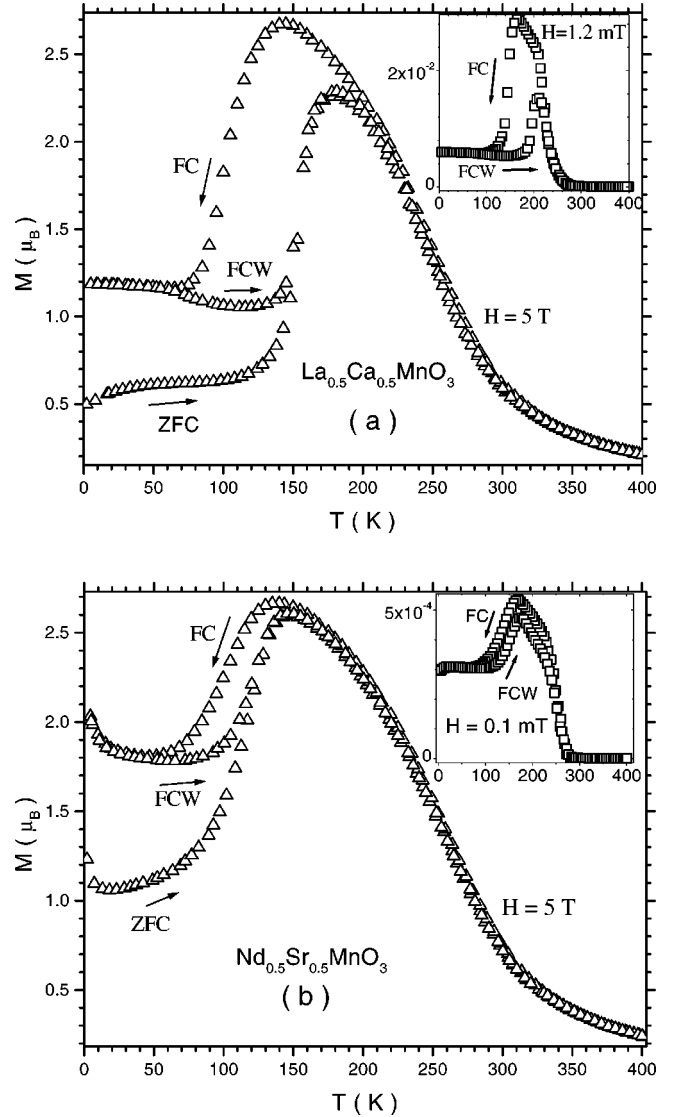 H=1.2 mT
2x10⁻²
0
100 200 300 400
FC
FCW
M ( μB )
2.5
2.0
1.5
1.0
0.5
FC
FCW
ZFC
H = 5 T
La0.5Ca0.5MnO3
( a )
0 50 100 150 200 250 300 350 400
T ( K )
5x10⁻⁴
0
0 100 200 300 400
FC
FCW
H = 0.1 mT
M ( μB )
2.5
2.0
1.5
1.0
0.5
FC
FCW
ZFC
H = 5 T
Nd0.5Sr0.5MnO3
( b )
0 50 100 150 200 250 300 350 400
T ( K )